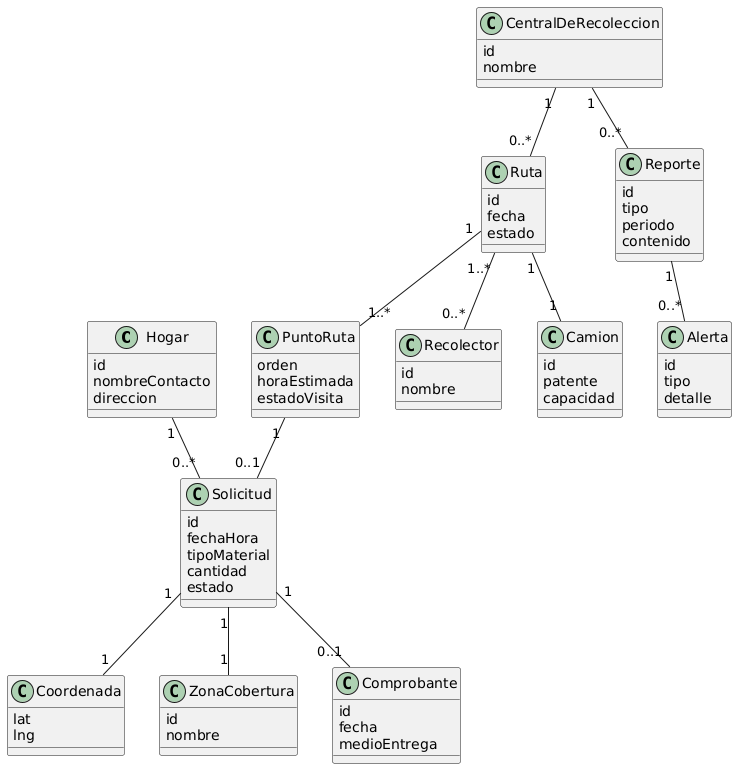 C CentralDeRecoleccion
id
nombre
1
1
0..*
0..*
C Ruta
id
fecha
estado
C Reporte
id
tipo
periodo
contenido
1
1..*
1
1
1..*
0..*
1
0..*
C Hogar
id
nombreContacto
direccion
C PuntoRuta
orden
horaEstimada
estadoVisita
C Recolector
id
nombre
C Camion
id
patente
capacidad
C Alerta
id
tipo
detalle
1
1
0..*
0..1
C Solicitud
id
fechaHora
tipoMaterial
cantidad
estado
1
1
1
1
1
0..1
C Coordenada
lat
lng
C ZonaCobertura
id
nombre
C Comprobante
id
fecha
medioEntrega